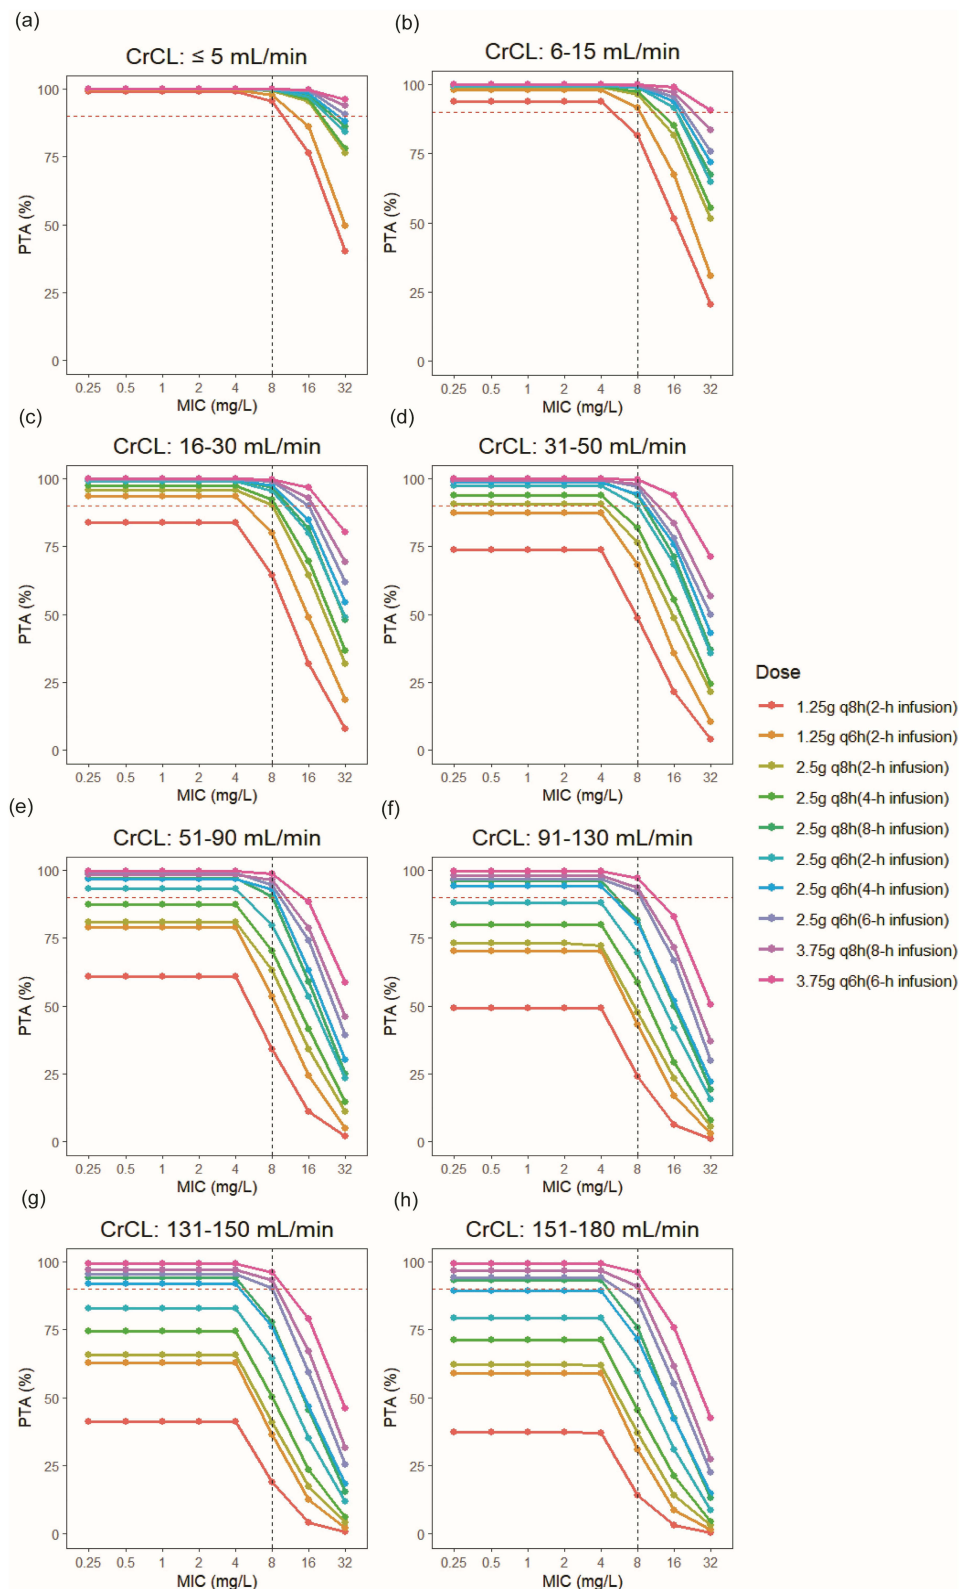 (a)
CrCL: ≤ 5 mL/min
100
75
50
25
0
PTA (%)
0.25 0.5 1 2 4 8 16 32
MIC (mg/L)
(b)
CrCL: 6-15 mL/min
100
75
50
25
0
PTA (%)
0.25 0.5 1 2 4 8 16 32
MIC (mg/L)
(c)
CrCL: 16-30 mL/min
100
75
50
25
0
PTA (%)
0.25 0.5 1 2 4 8 16 32
MIC (mg/L)
(d)
CrCL: 31-50 mL/min
100
75
50
25
0
PTA (%)
0.25 0.5 1 2 4 8 16 32
MIC (mg/L)
Dose
1.25g q8h(2-h infusion)
1.25g q6h(2-h infusion)
2.5g q8h(2-h infusion)
2.5g q8h(4-h infusion)
2.5g q8h(8-h infusion)
2.5g q6h(2-h infusion)
2.5g q6h(4-h infusion)
2.5g q6h(6-h infusion)
3.75g q8h(8-h infusion)
3.75g q6h(6-h infusion)
(e)
CrCL: 51-90 mL/min
100
75
50
25
0
PTA (%)
0.25 0.5 1 2 4 8 16 32
MIC (mg/L)
(f)
CrCL: 91-130 mL/min
100
75
50
25
0
PTA (%)
0.25 0.5 1 2 4 8 16 32
MIC (mg/L)
(g)
CrCL: 131-150 mL/min
100
75
50
25
0
PTA (%)
0.25 0.5 1 2 4 8 16 32
MIC (mg/L)
(h)
CrCL: 151-180 mL/min
100
75
50
25
0
PTA (%)
0.25 0.5 1 2 4 8 16 32
MIC (mg/L)